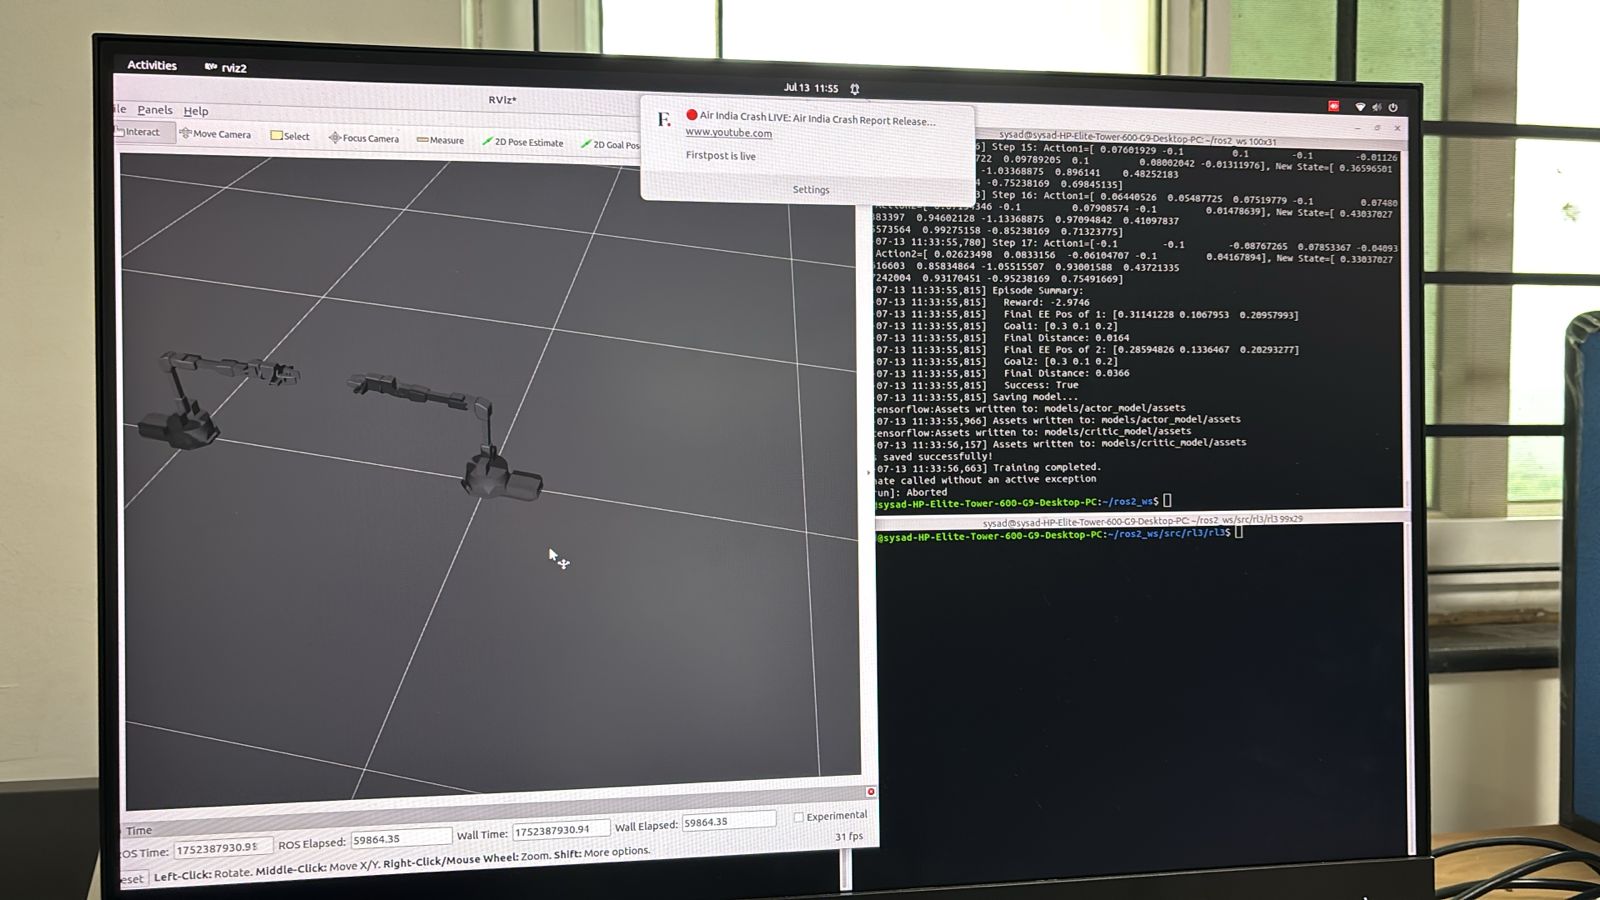 Activities
rviz2
Jul 13 11:55
RViz*
ile Panels Help
Interact Move Camera Select Focus Camera Measure 2D Pose Estimate 2D Goal Pos
F.
Air India Crash LIVE: Air India Crash Report Release...
www.youtube.com
Firstpost is live
Settings
sysad@sysad-HP-Elite-Tower-600-G9-Desktop-PC: ~/ros2_ws 100x31
] Step 15: Action1=[ 0.07601929 -0.1 0.1 -0.1 -0.01126
722 0.09789205 0.1 0.08002042 -0.01311976], New State=[ 0.36596501
-1.03368875 0.896141 0.48252183
4 -0.75238169 0.69845135]
] Step 16: Action1=[ 0.06440526 0.05487725 0.07519779 -0.1 0.07480
346 -0.1 0.07908574 -0.1 0.01478639], New State=[ 0.43037027
383397 0.94602128 -1.13368875 0.97094842 0.41097837
5573564 0.99275158 -0.85238169 0.71323775]
07-13 11:33:55,780] Step 17: Action1=[-0.1 -0.1 -0.08767265 0.07853367 -0.04093
Action2=[ 0.02623498 0.0833156 -0.06104707 -0.1 0.04167894], New State=[ 0.33037027
16603 0.85834864 -1.05515507 0.93001588 0.43721335
7242004 0.93170451 -0.95238169 0.75491669]
07-13 11:33:55,815] Episode Summary:
07-13 11:33:55,815] Reward: -2.9746
07-13 11:33:55,815] Final EE Pos of 1: [0.31141228 0.1067953 0.20957993]
07-13 11:33:55,815] Goal1: [0.3 0.1 0.2]
07-13 11:33:55,815] Final Distance: 0.0164
07-13 11:33:55,815] Final EE Pos of 2: [0.28594826 0.1336467 0.20293277]
07-13 11:33:55,815] Goal2: [0.3 0.1 0.2]
07-13 11:33:55,815] Final Distance: 0.0366
07-13 11:33:55,815] Success: True
07-13 11:33:55,815] Saving model...
tensorflow:Assets written to: models/actor_model/assets
07-13 11:33:55,966] Assets written to: models/actor_model/assets
tensorflow:Assets written to: models/critic_model/assets
07-13 11:33:56,157] Assets written to: models/critic_model/assets
saved successfully!
07-13 11:33:56,663] Training completed.
nate called without an active exception
run]: Aborted
sysad-HP-Elite-Tower-600-G9-Desktop-PC:~/ros2_ws$
sysad@sysad-HP-Elite-Tower-600-G9-Desktop-PC: ~/ros2_ws/src/rl3/rl3 99x29
@sysad-HP-Elite-Tower-600-G9-Desktop-PC:~/ros2_ws/src/rl3/rl3$
Time
OS Time: 1752387930.95 ROS Elapsed: 59864.35 Wall Time: 1752387930.94 Wall Elapsed: 59864.35 Experimental
eset Left-Click: Rotate. Middle-Click: Move X/Y. Right-Click/Mouse Wheel: Zoom. Shift: More options. 31 fps